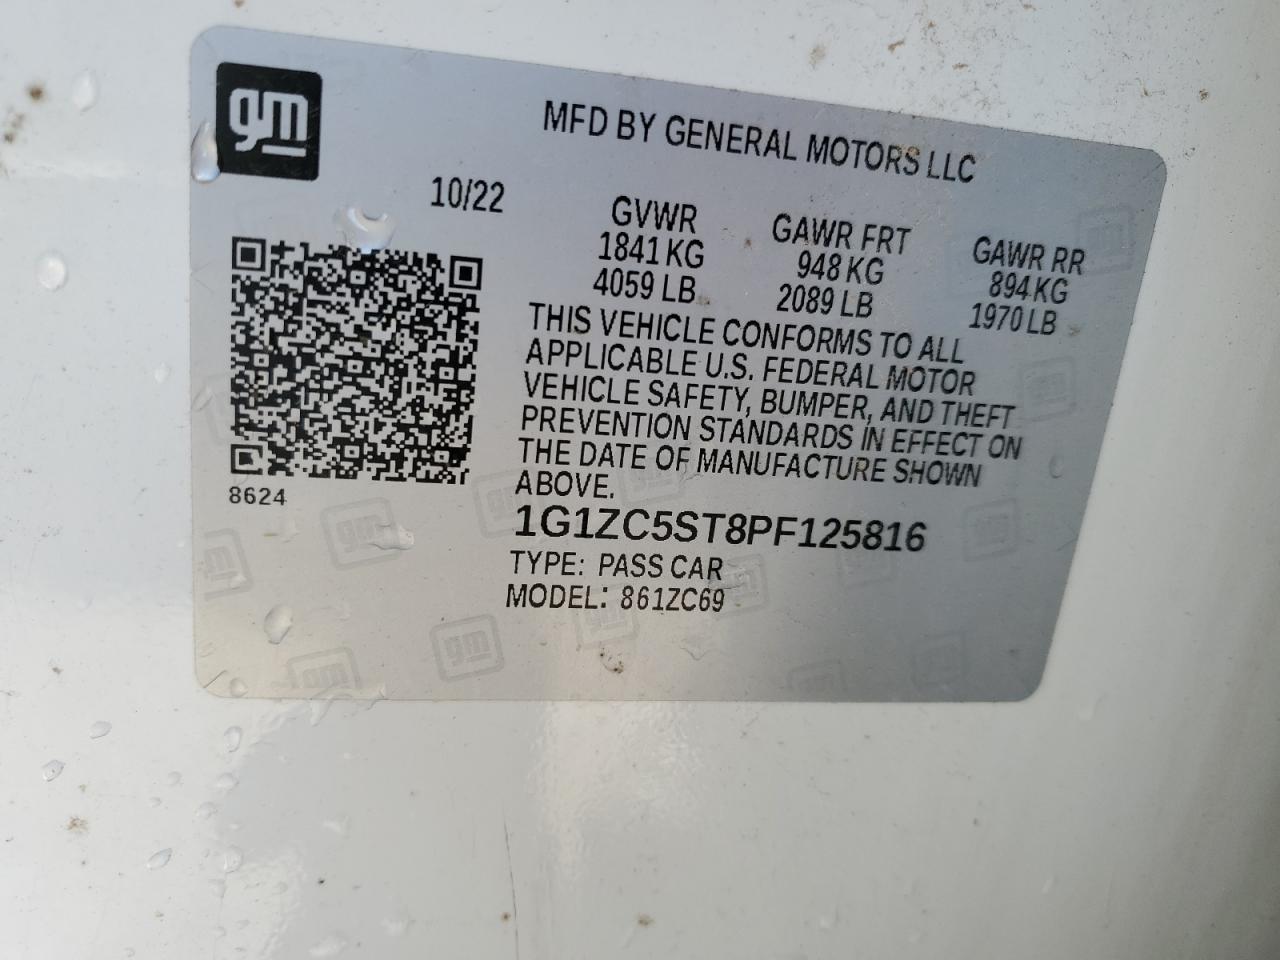 gm
MFD BY GENERAL MOTORS LLC
10/22
GVWR
1841 KG
4059 LB
GAWR FRT
948 KG
2089 LB
GAWR RR
894 KG
1970 LB
THIS VEHICLE CONFORMS TO ALL
APPLICABLE U.S. FEDERAL MOTOR
VEHICLE SAFETY, BUMPER, AND THEFT
PREVENTION STANDARDS IN EFFECT ON
THE DATE OF MANUFACTURE SHOWN
ABOVE.
8624
1G1ZC5ST8PF125816
TYPE: PASS CAR
MODEL: 861ZC69